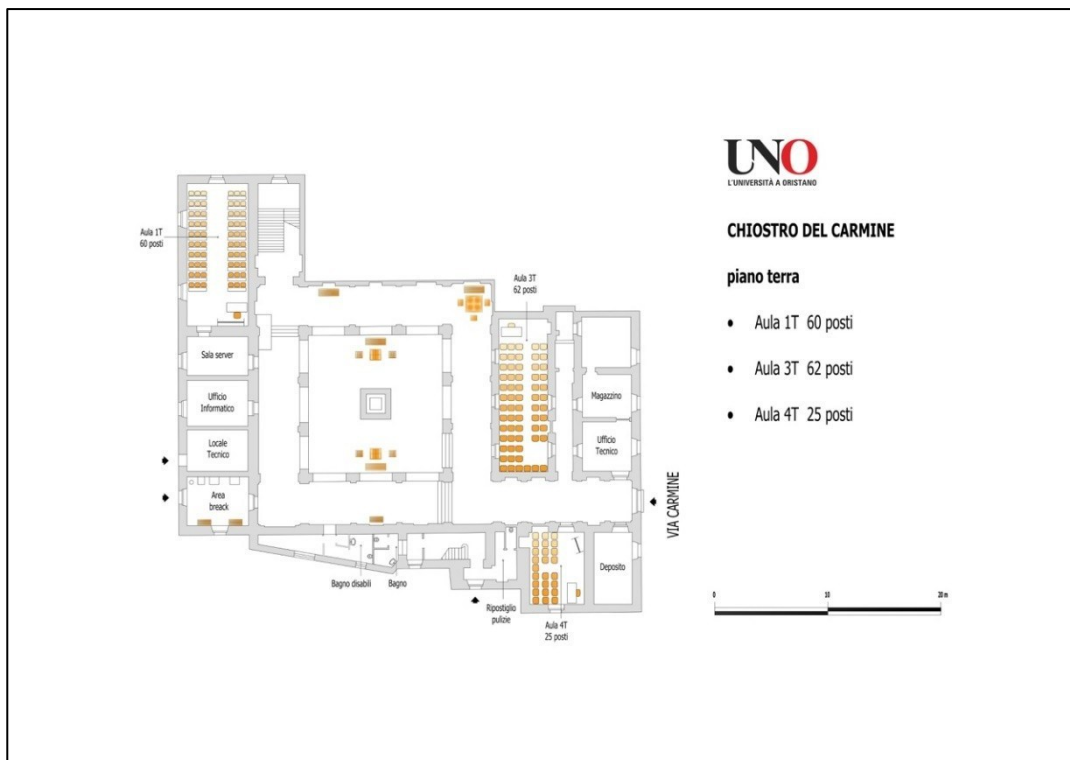 UNO
L'UNIVERSITÀ A ORISTANO
CHIOSTRO DEL CARMINE
piano terra
• Aula 1T 60 posti
• Aula 3T 62 posti
• Aula 4T 25 posti
Aula 1T
60 posti
Aula 3T
62 posti
Sala server
Ufficio
Informatico
Locale
Tecnico
Area
breack
Magazzino
Ufficio
Tecnico
VIA CARMINE
Bagno disabili
Bagno
Ripostiglio
pulizie
Aula 4T
25 posti
Deposito
0 10 20 m